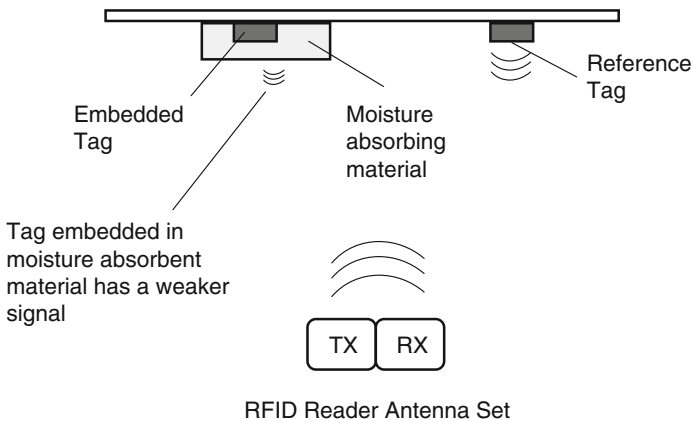 Reference
Tag
Embedded
Tag
Moisture
absorbing
material
Tag embedded in
moisture absorbent
material has a weaker
signal
TX
RX
RFID Reader Antenna Set